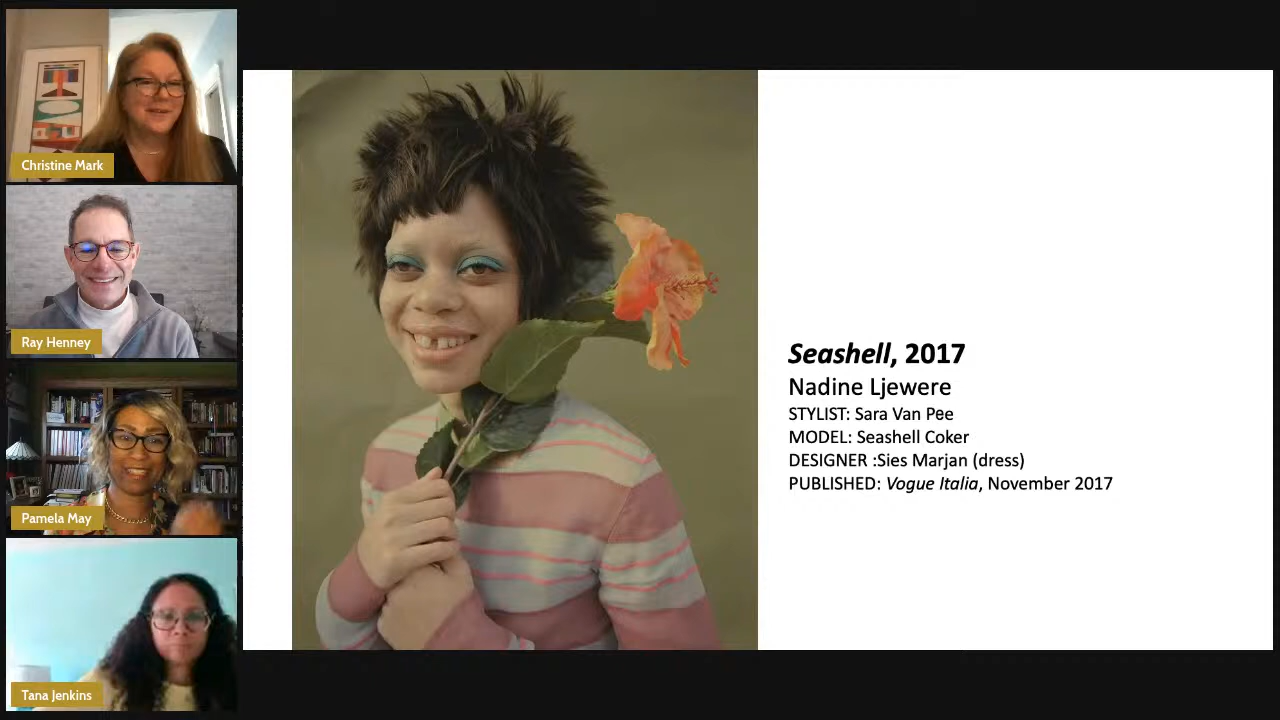 Christine Mark
Ray Henney
Pamela May
Tana Jenkins
Seashell, 2017
Nadine Ljewere
STYLIST: Sara Van Pee
MODEL: Seashell Coker
DESIGNER :Sies Marjan (dress)
PUBLISHED: Vogue Italia, November 2017